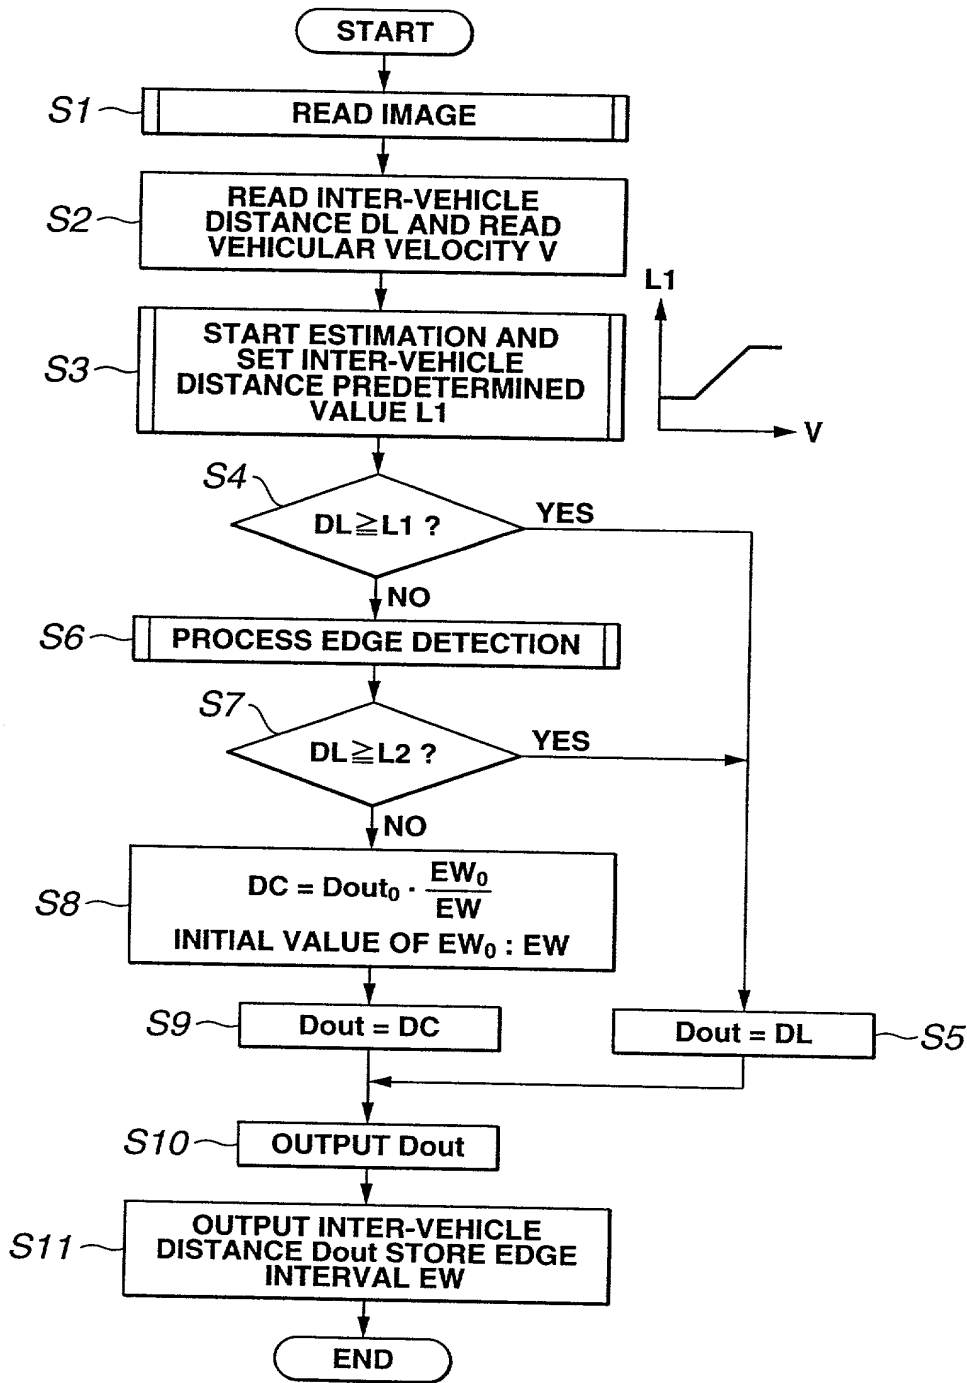 START
S1
READ IMAGE
S2
READ INTER-VEHICLE
DISTANCE DL AND READ
VEHICULAR VELOCITY V
S3
START ESTIMATION AND
SET INTER-VEHICLE
DISTANCE PREDETERMINED
VALUE L1
L1
V
S4
DL≧L1 ?
YES
NO
S6
PROCESS EDGE DETECTION
S7
DL≧L2 ?
YES
NO
S8
DC = Dout₀ · EW₀/EW
INITIAL VALUE OF EW₀ : EW
S9
Dout = DC
Dout = DL
S5
S10
OUTPUT Dout
S11
OUTPUT INTER-VEHICLE
DISTANCE Dout STORE EDGE
INTERVAL EW
END